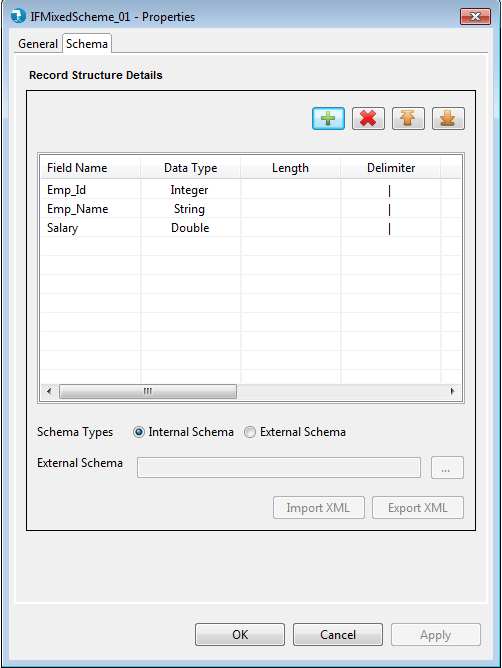 IFMixedScheme_01 - Properties
General Schema
Record Structure Details
Field Name Data Type Length Delimiter
Emp_Id Integer |
Emp_Name String |
Salary Double |
Schema Types Internal Schema External Schema
External Schema ...
Import XML Export XML
OK Cancel Apply